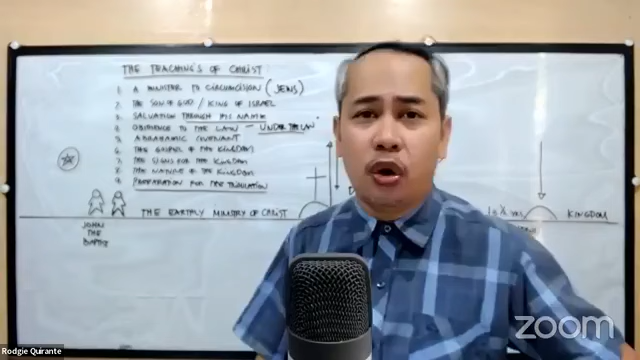 THE TEACHINGS OF CHRIST:
1. A MINISTER TO CIRCUMCISION (JEWS)
2. THE SON OF GOD / KING OF ISRAEL
3. SALVATION THROUGH HIS NAME
4. OBEDIENCE TO THE LAW - UNDER THE LAW
5. ABRAHAMIC COVENANT
6. THE GOSPEL OF THE KINGDOM
7. THE SIGNS FOR THE KINGDOM
8. THE NATURE OF THE KINGDOM
9. PREPARATION FOR THE TRIBULATION
THE EARTHLY MINISTRY OF CHRIST
KINGDOM
JOHN
THE
BAPTIST
zoom
Rodgie Quirante